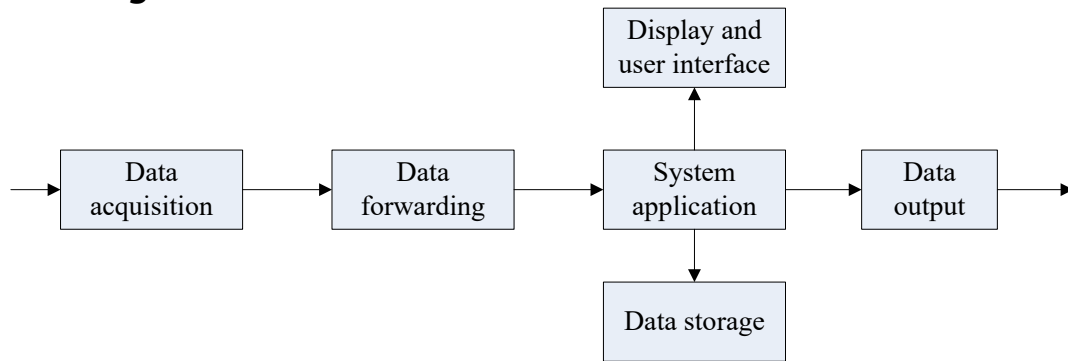 Display and
user interface
Data
acquisition
Data
forwarding
System
application
Data
output
Data storage